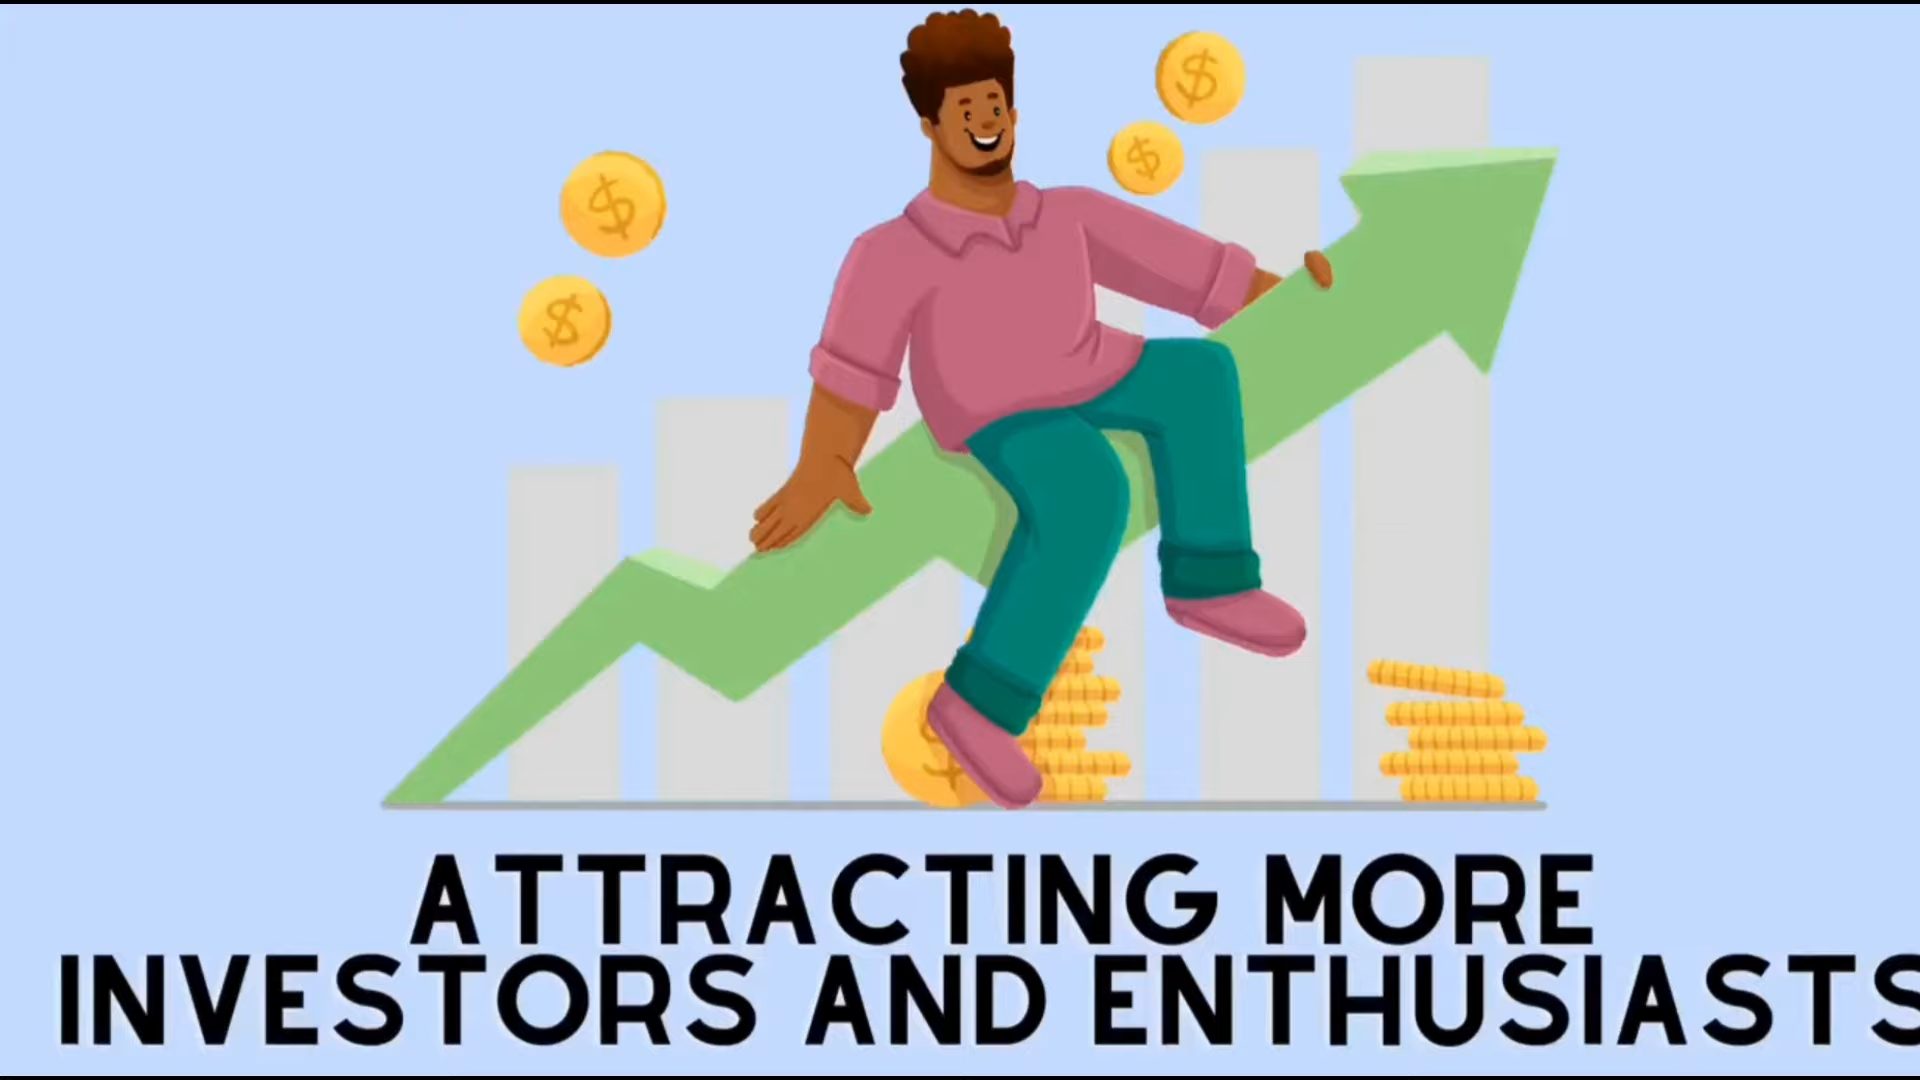 $
$
$
$
$
ATTRACTING MORE
INVESTORS AND ENTHUSIASTS